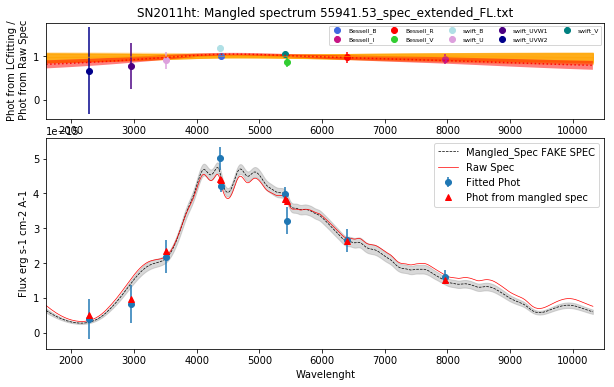 SN2011ht: Mangled spectrum 55941.53_spec_extended_FL.txt
Phot from LCfitting /
Phot from Raw Spec
1
0
Bessell_B
Bessell_I
Bessell_R
Bessell_V
swift_B
swift_U
swift_UVW1
swift_UVW2
swift_V
2000 3000 4000 5000 6000 7000 8000 9000 10000
1e−15
Flux erg s-1 cm-2 A-1
5
4
3
2
1
0
Mangled_Spec FAKE SPEC
Raw Spec
Fitted Phot
Phot from mangled spec
2000 3000 4000 5000 6000 7000 8000 9000 10000
Wavelenght